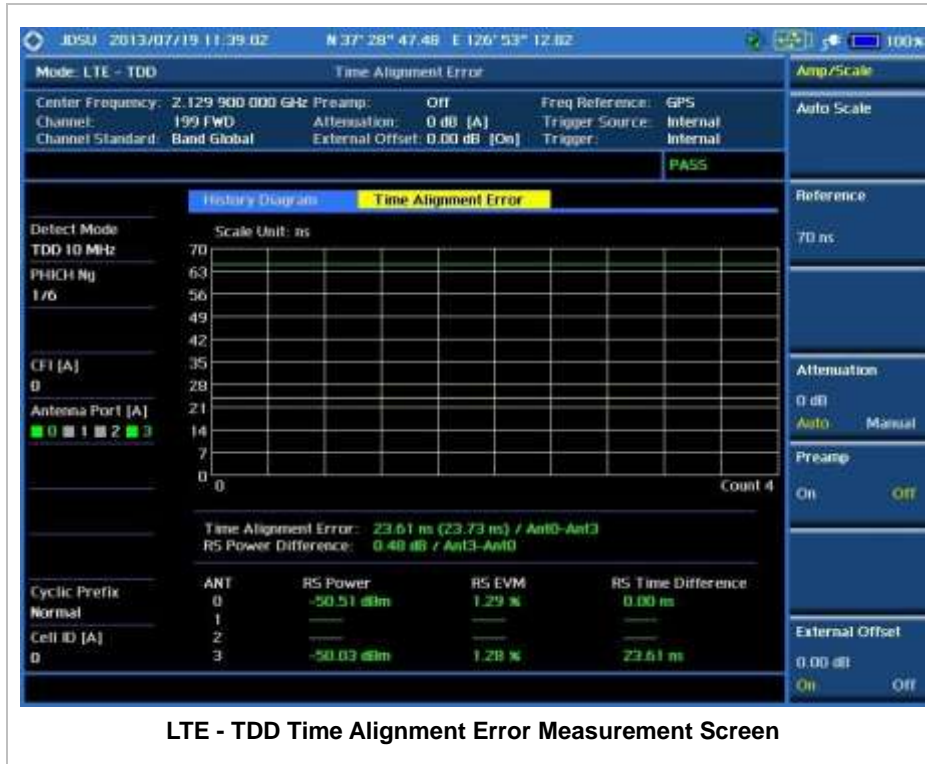 JDSU 2013/07/19 11:39:02 N 37° 28" 47.48 E 126° 53" 12.82 100%
Mode: LTE - TDD Time Alignment Error Amp/Scale
Center Frequency: 2.129 900 000 GHz Preamp: Off Freq Reference: GPS
Channel: 199 FWD Attenuation: 0 dB [A] Trigger Source: Internal
Channel Standard: Band Global External Offset: 0.00 dB [On] Trigger: Internal
Auto Scale
PASS
History Diagram Time Alignment Error
Reference
70 ns
Detect Mode
TDD 10 MHz
PHICH Ng
1/6
CFI [A]
0
Antenna Port [A]
0 1 2 3
Cyclic Prefix
Normal
Cell ID [A]
0
Scale Unit: ns
70
63
56
49
42
35
28
21
14
7
0
0 Count 4
Time Alignment Error: 23.61 ns (23.73 ns) / Ant0-Ant3
RS Power Difference: 0.48 dB / Ant3-Ant0
ANT RS Power RS EVM RS Time Difference
0 -50.51 dBm 1.29 % 0.00 ns
1 ---- ---- ----
2 ---- ---- ----
3 -50.03 dBm 1.28 % 23.61 ns
Attenuation
0 dB
Auto Manual
Preamp
On Off
External Offset
0.00 dB
On Off
LTE - TDD Time Alignment Error Measurement Screen